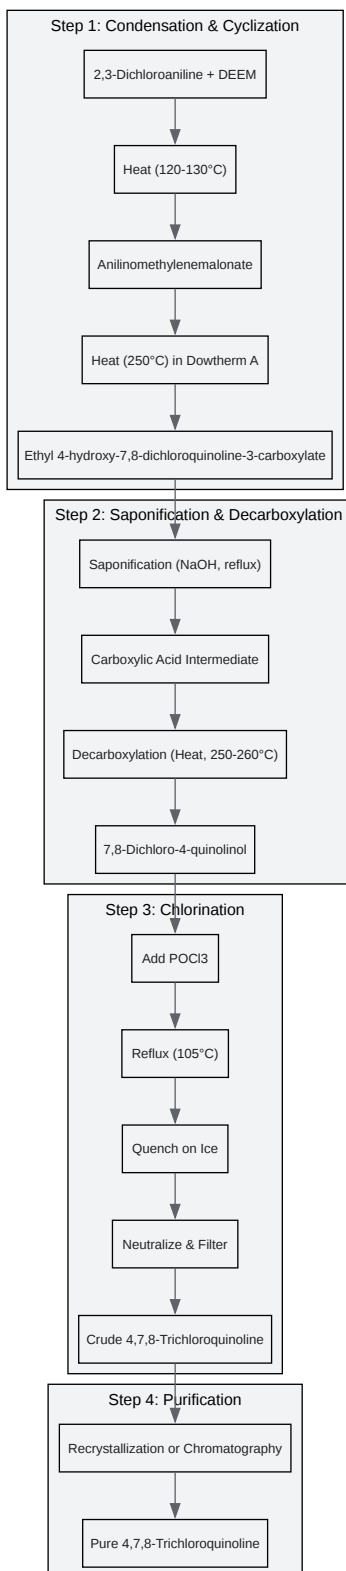 Step 1: Condensation & Cyclization
2,3-Dichloroaniline + DEEM
Heat (120-130°C)
Anilinomethylenemalonate
Heat (250°C) in Dowtherm A
Ethyl 4-hydroxy-7,8-dichloroquinoline-3-carboxylate
Step 2: Saponification & Decarboxylation
Saponification (NaOH, reflux)
Carboxylic Acid Intermediate
Decarboxylation (Heat, 250-260°C)
7,8-Dichloro-4-quinolinol
Step 3: Chlorination
Add POCl3
Reflux (105°C)
Quench on Ice
Neutralize & Filter
Crude 4,7,8-Trichloroquinoline
Step 4: Purification
Recrystallization or Chromatography
Pure 4,7,8-Trichloroquinoline